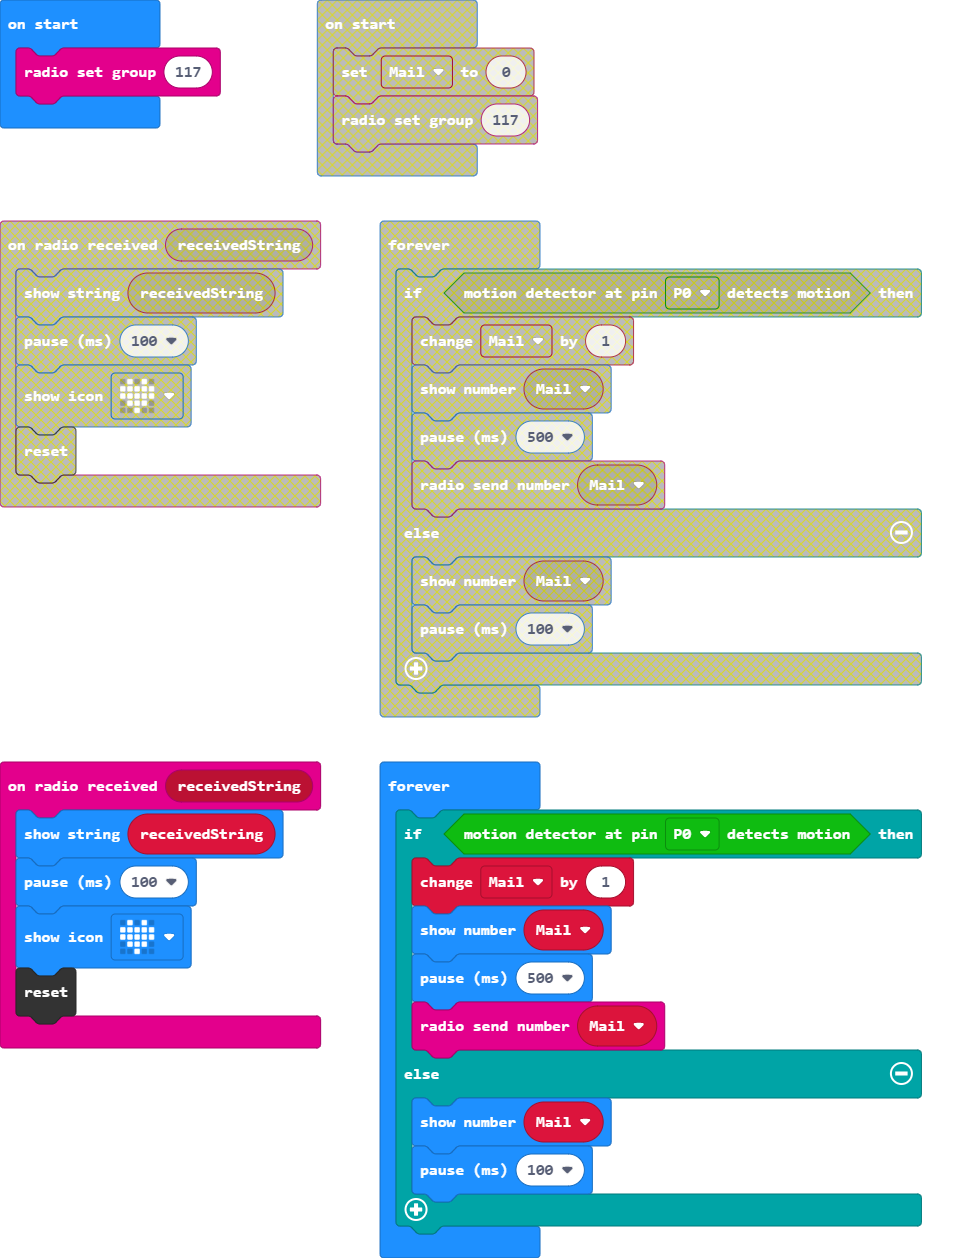 on start
radio set group 117
on start
set Mail to 0
radio set group 117
on radio received receivedString
show string receivedString
pause (ms) 100
show icon
reset
forever
if motion detector at pin P0 detects motion then
change Mail by 1
show number Mail
pause (ms) 500
radio send number Mail
else
show number Mail
pause (ms) 100
on radio received receivedString
show string receivedString
pause (ms) 100
show icon
reset
forever
if motion detector at pin P0 detects motion then
change Mail by 1
show number Mail
pause (ms) 500
radio send number Mail
else
show number Mail
pause (ms) 100